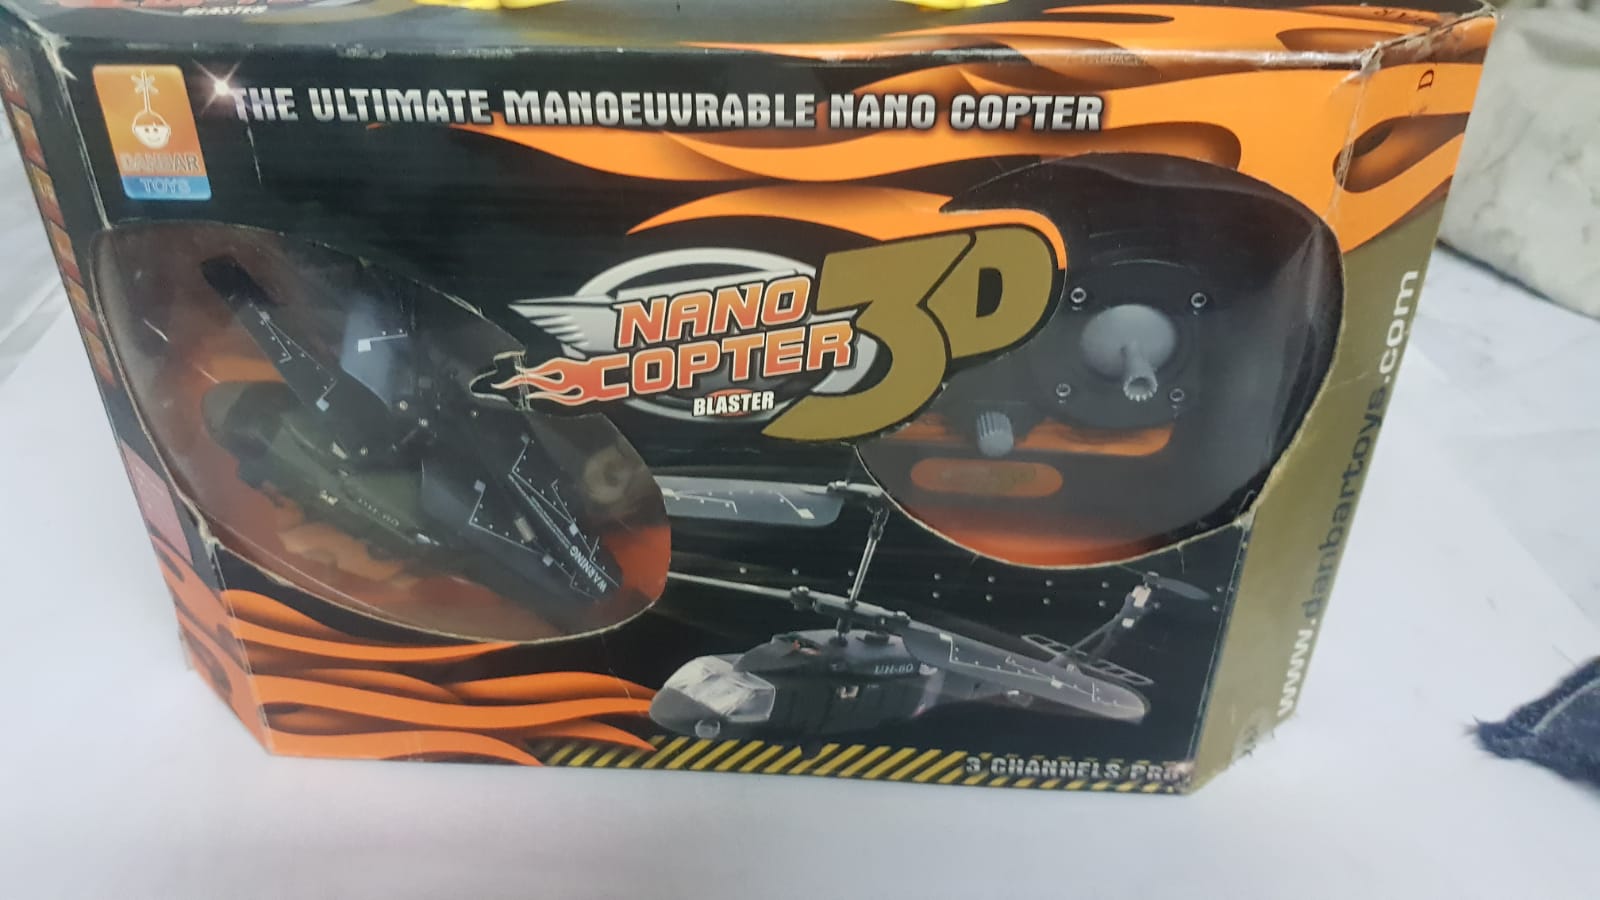 BLASTER
DANBAR
TOYS
THE ULTIMATE MANOEUVRABLE NANO COPTER
NANO
COPTER 3D
BLASTER
WARNING
UH-60
3 CHANNELS PRO
www.danbartoys.com